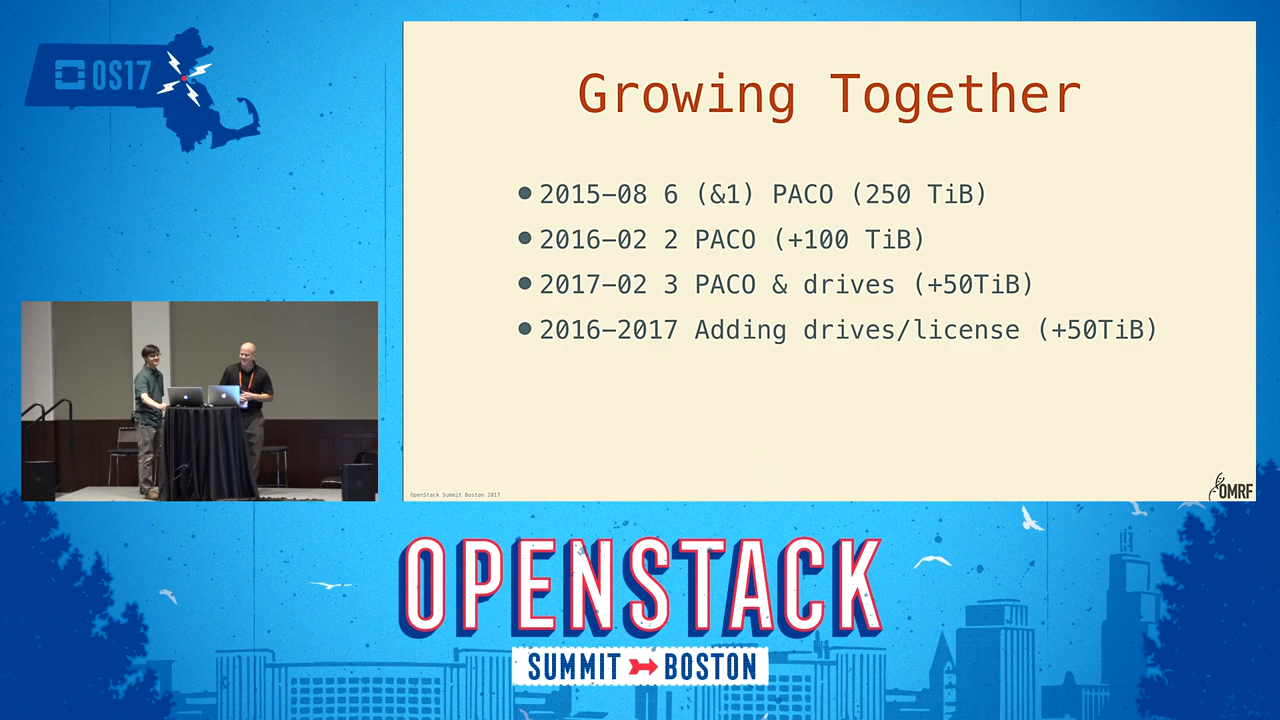 OS17
Growing Together
2015-08 6 (&1) PACO (250 TiB)
2016-02 2 PACO (+100 TiB)
2017-02 3 PACO & drives (+50TiB)
2016-2017 Adding drives/license (+50TiB)
OpenStack Summit Boston 2017
OMRF
OPENSTACK
SUMMIT BOSTON